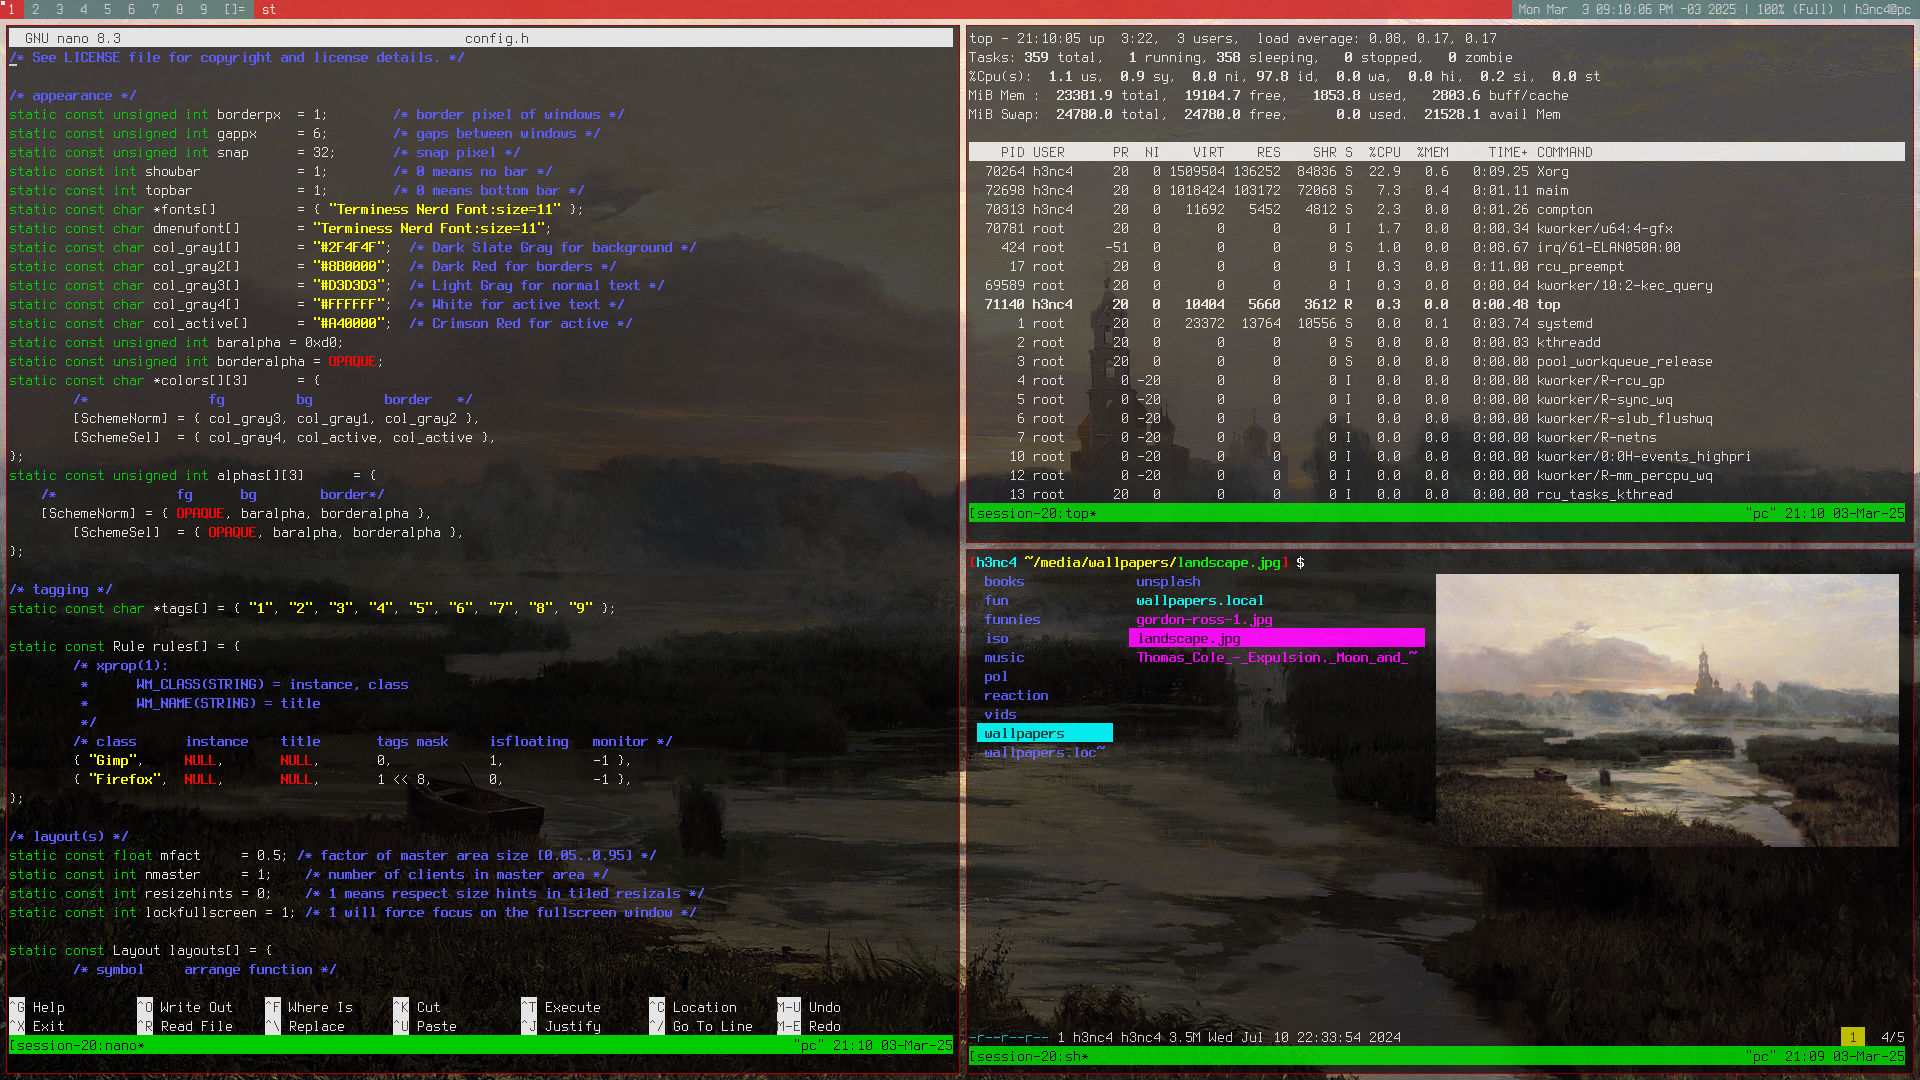 1 2 3 4 5 6 7 8 9 []= st Mon Mar  3 09:10:06 PM -03 2025 | 100% (Full) | h3nc4@pc
GNU nano 8.3 config.h
/* See LICENSE file for copyright and license details. */
/* appearance */
static const unsigned int borderpx  = 1;        /* border pixel of windows */
static const unsigned int gappx     = 6;        /* gaps between windows */
static const unsigned int snap      = 32;       /* snap pixel */
static const int showbar            = 1;        /* 0 means no bar */
static const int topbar             = 1;        /* 0 means bottom bar */
static const char *fonts[]          = { "Terminess Nerd Font:size=11" };
static const char dmenufont[]       = "Terminess Nerd Font:size=11";
static const char col_gray1[]       = "#2F4F4F";  /* Dark Slate Gray for background */
static const char col_gray2[]       = "#8B0000";  /* Dark Red for borders */
static const char col_gray3[]       = "#D3D3D3";  /* Light Gray for normal text */
static const char col_gray4[]       = "#FFFFFF";  /* White for active text */
static const char col_active[]      = "#A40000";  /* Crimson Red for active */
static const unsigned int baralpha = 0xd0;
static const unsigned int borderalpha = OPAQUE;
static const char *colors[][3]      = {
/*               fg         bg         border   */
[SchemeNorm] = { col_gray3, col_gray1, col_gray2 },
[SchemeSel]  = { col_gray4, col_active, col_active },
};
static const unsigned int alphas[][3]      = {
/*               fg      bg        border*/
[SchemeNorm] = { OPAQUE, baralpha, borderalpha },
[SchemeSel]  = { OPAQUE, baralpha, borderalpha },
};
/* tagging */
static const char *tags[] = { "1", "2", "3", "4", "5", "6", "7", "8", "9" };
static const Rule rules[] = {
/* xprop(1):
*      WM_CLASS(STRING) = instance, class
*      WM_NAME(STRING) = title
*/
/* class      instance    title       tags mask     isfloating   monitor */
{ "Gimp",     NULL,       NULL,       0,            1,           -1 },
{ "Firefox",  NULL,       NULL,       1 << 8,       0,           -1 },
};
/* layout(s) */
static const float mfact     = 0.5; /* factor of master area size [0.05..0.95] */
static const int nmaster     = 1;    /* number of clients in master area */
static const int resizehints = 0;    /* 1 means respect size hints in tiled resizals */
static const int lockfullscreen = 1; /* 1 will force focus on the fullscreen window */
static const Layout layouts[] = {
/* symbol     arrange function */
^G Help ^O Write Out ^F Where Is ^K Cut ^T Execute ^C Location M-U Undo
^X Exit ^R Read File ^\ Replace ^U Paste ^J Justify ^/ Go To Line M-E Redo
[session-20:nano* "pc" 21:10 03-Mar-25
top - 21:10:05 up  3:22,  3 users,  load average: 0.08, 0.17, 0.17
Tasks: 359 total,   1 running, 358 sleeping,   0 stopped,   0 zombie
%Cpu(s):  1.1 us,  0.9 sy,  0.0 ni, 97.8 id,  0.0 wa,  0.0 hi,  0.2 si,  0.0 st
MiB Mem :  23381.9 total,  19104.7 free,   1853.8 used,   2803.6 buff/cache
MiB Swap:  24780.0 total,  24780.0 free,      0.0 used.  21528.1 avail Mem
PID USER      PR  NI    VIRT    RES    SHR S  %CPU  %MEM     TIME+ COMMAND
70264 h3nc4     20   0 1509504 136252  84836 S  22.9   0.6   0:09.25 Xorg
72698 h3nc4     20   0 1018424 103172  72068 S   7.3   0.4   0:01.11 maim
70313 h3nc4     20   0   11692   5452   4812 S   2.3   0.0   0:01.26 compton
70781 root      20   0       0      0      0 I   1.7   0.0   0:00.34 kworker/u64:4-gfx
424 root     -51   0       0      0      0 S   1.0   0.0   0:08.67 irq/61-ELAN050A:00
17 root      20   0       0      0      0 I   0.3   0.0   0:11.00 rcu_preempt
69589 root      20   0       0      0      0 I   0.3   0.0   0:00.04 kworker/10:2-kec_query
71140 h3nc4     20   0   10404   5660   3612 R   0.3   0.0   0:00.48 top
1 root      20   0   23372  13764  10556 S   0.0   0.1   0:03.74 systemd
2 root      20   0       0      0      0 S   0.0   0.0   0:00.03 kthreadd
3 root      20   0       0      0      0 S   0.0   0.0   0:00.00 pool_workqueue_release
4 root       0 -20       0      0      0 I   0.0   0.0   0:00.00 kworker/R-rcu_gp
5 root       0 -20       0      0      0 I   0.0   0.0   0:00.00 kworker/R-sync_wq
6 root       0 -20       0      0      0 I   0.0   0.0   0:00.00 kworker/R-slub_flushwq
7 root       0 -20       0      0      0 I   0.0   0.0   0:00.00 kworker/R-netns
10 root       0 -20       0      0      0 I   0.0   0.0   0:00.00 kworker/0:0H-events_highpri
12 root       0 -20       0      0      0 I   0.0   0.0   0:00.00 kworker/R-mm_percpu_wq
13 root      20   0       0      0      0 I   0.0   0.0   0:00.00 rcu_tasks_kthread
[session-20:top* "pc" 21:10 03-Mar-25
[h3nc4 ~/media/wallpapers/landscape.jpg] $
books unsplash
fun wallpapers.local
funnies gordon-ross-1.jpg
iso landscape.jpg
music Thomas_Cole_-_Expulsion._Moon_and_~
pol
reaction
vids
wallpapers
wallpapers.loc~
-r--r--r-- 1 h3nc4 h3nc4 3.5M Wed Jul 10 22:33:54 2024 1 4/5
[session-20:sh* "pc" 21:09 03-Mar-25